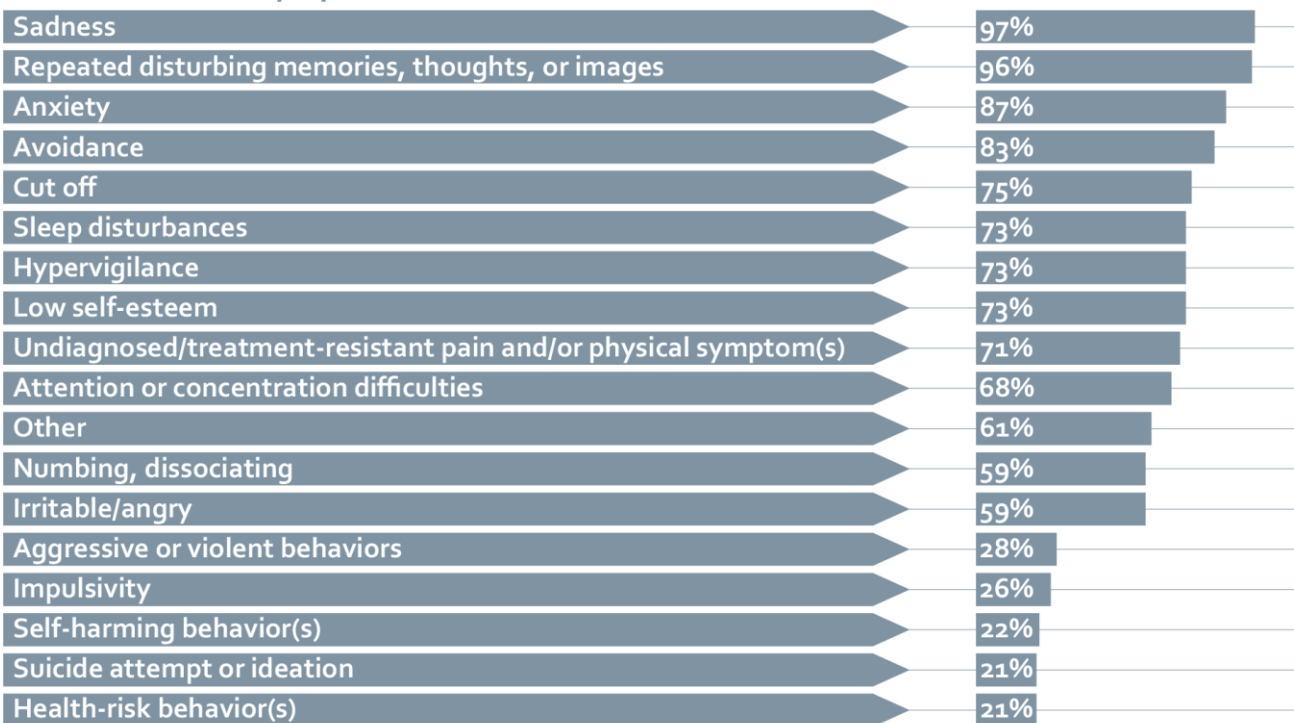 Sadness 97%
Repeated disturbing memories, thoughts, or images 96%
Anxiety 87%
Avoidance 83%
Cut off 75%
Sleep disturbances 73%
Hypervigilance 73%
Low self-esteem 73%
Undiagnosed/treatment-resistant pain and/or physical symptom(s) 71%
Attention or concentration difficulties 68%
Other 61%
Numbing, dissociating 59%
Irritable/angry 59%
Aggressive or violent behaviors 28%
Impulsivity 26%
Self-harming behavior(s) 22%
Suicide attempt or ideation 21%
Health-risk behavior(s) 21%